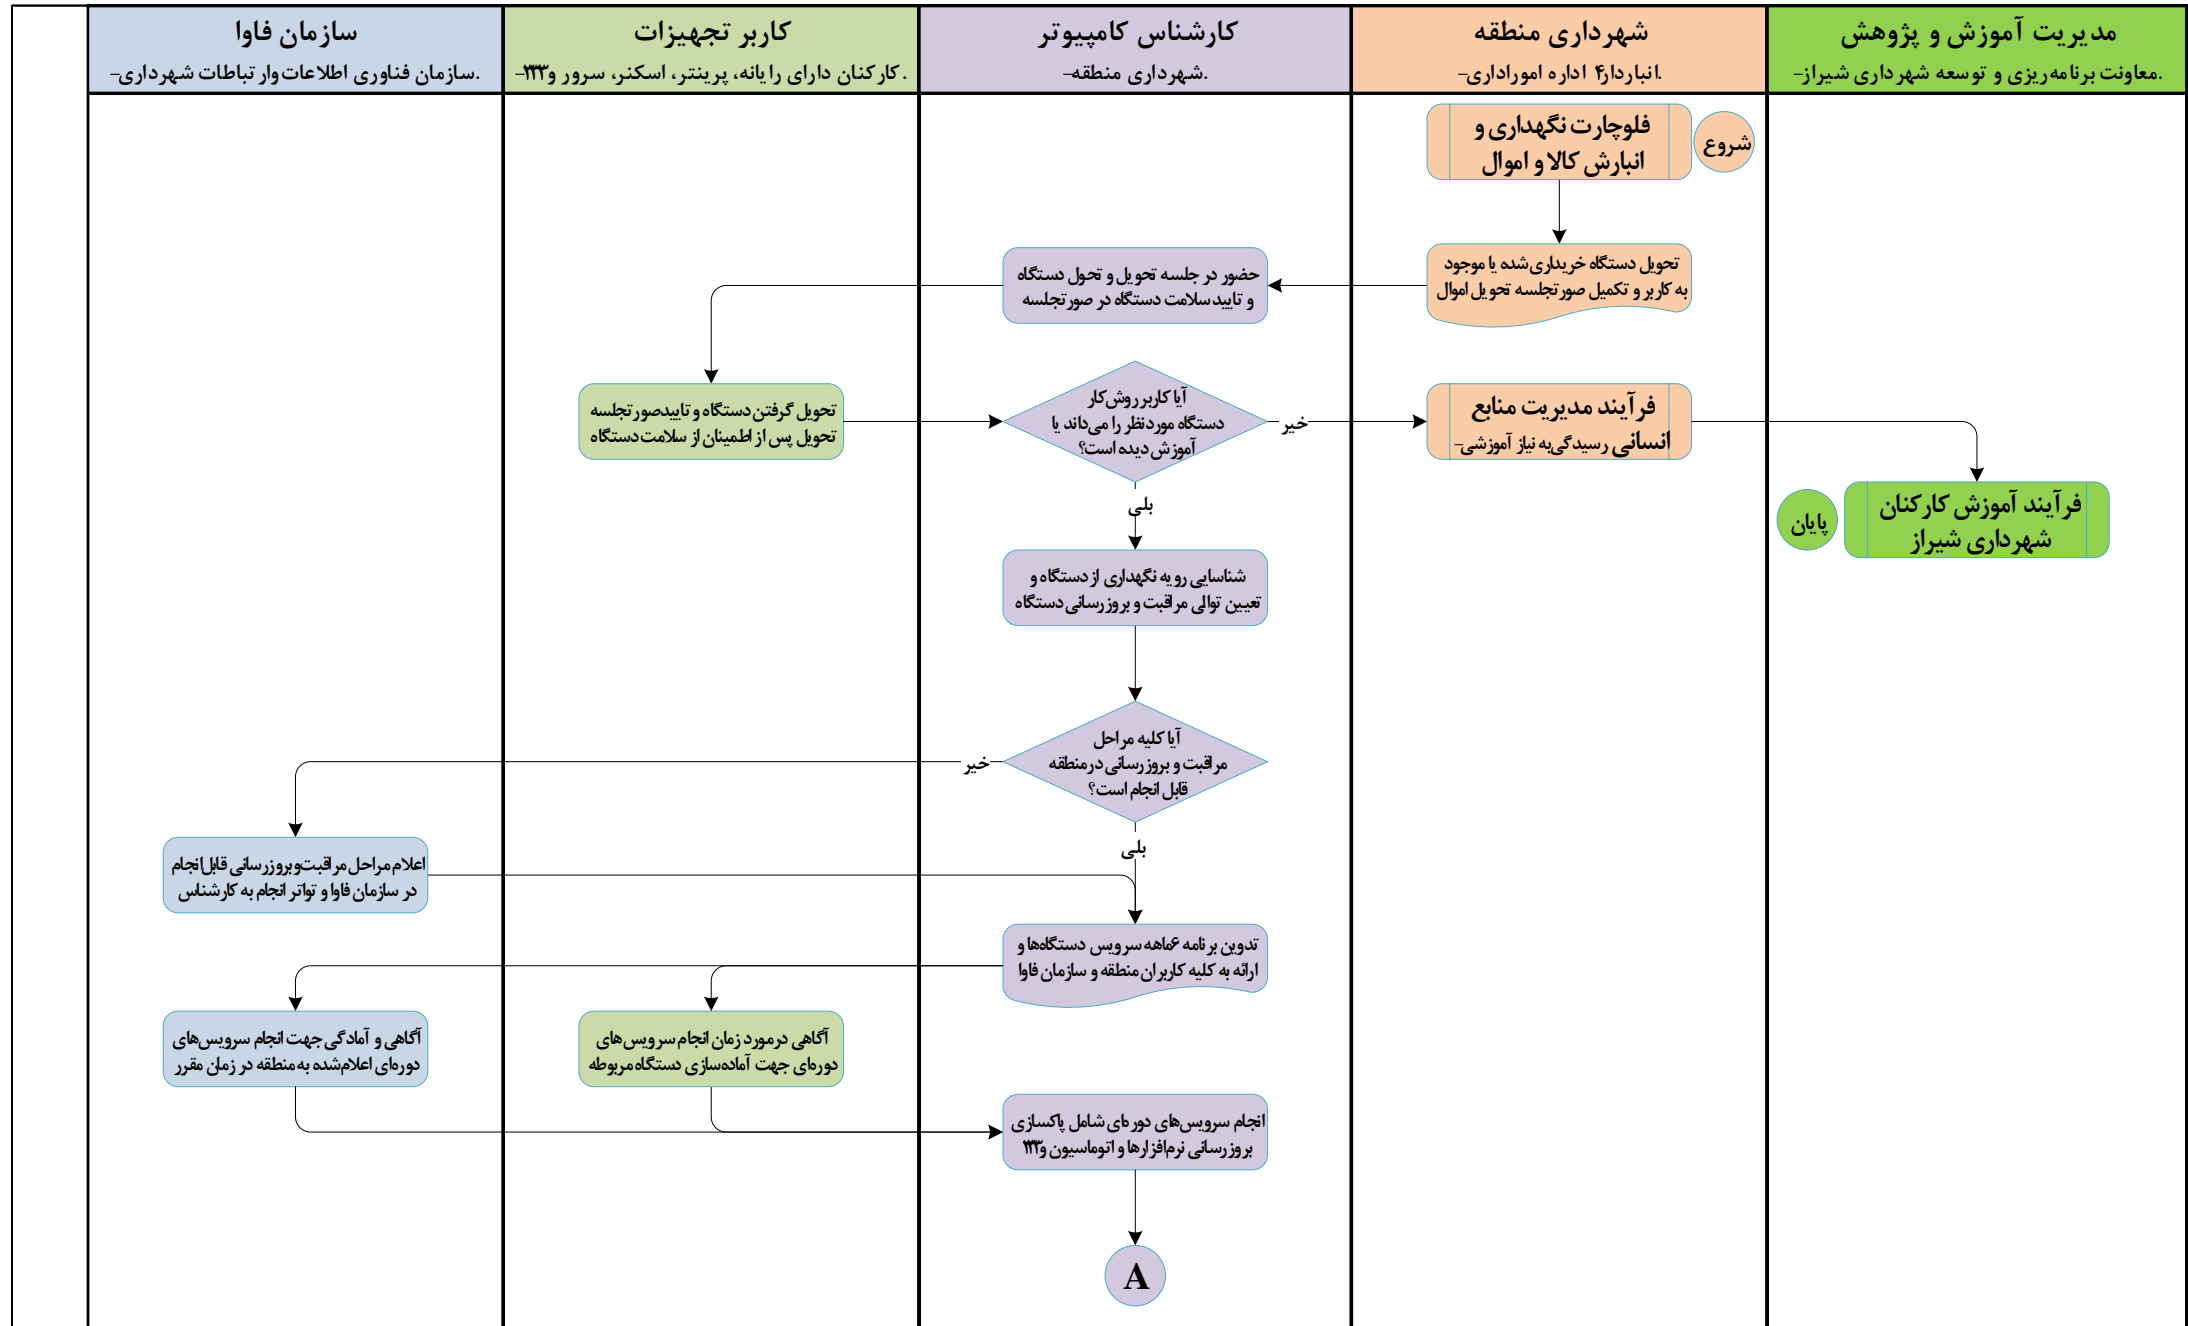 مدیریت آموزش و پژوهش
.معاونت برنامه‌ریزی و توسعه شهرداری شیراز–
شهرداری منطقه
.انباردار۴ اداره اموراداری–
کارشناس کامپیوتر
.شهرداری منطقه–
کاربر تجهیزات
.کارکنان دارای رایانه، پرینتر، اسکنر، سرور و۲۳۳–
سازمان فاوا
.سازمان فناوری اطلاعات وارتباطات شهرداری–
شروع
فلوچارت نگهداری و
انبارش کالا و اموال
تحویل دستگاه خریداری‌شده یا موجود
به کاربر و تکمیل صورتجلسه تحویل اموال
حضور در جلسه تحویل و تحول دستگاه
و تایید سلامت دستگاه در صورتجلسه
تحویل گرفتن دستگاه و تاییدصورتجلسه
تحویل پس از اطمینان از سلامت دستگاه
آیا کاربر روش کار
دستگاه موردنظر را می‌داند یا
آموزش دیده است؟
خیر
فرآیند مدیریت منابع
انسانی رسیدگی‌به نیاز آموزشی–
فرآیند آموزش کارکنان
شهرداری شیراز
پایان
بلی
شناسایی رویه نگهداری از دستگاه و
تعیین توالی مراقبت و بروزرسانی دستگاه
آیا کلیه مراحل
مراقبت و بروزرسانی درمنطقه
قابل انجام است؟
خیر
بلی
اعلام مراحل مراقبت‌وبروزرسانی قابل‌انجام
در سازمان فاوا و تواتر انجام به کارشناس
تدوین برنامه ۶ماهه سرویس دستگاه‌ها و
ارائه به کلیه کاربران منطقه و سازمان فاوا
آگاهی درمورد زمان انجام سرویس‌های
دوره‌ای جهت آماده‌سازی دستگاه مربوطه
آگاهی و آمادگی جهت انجام سرویس‌های
دوره‌ای اعلام‌شده به منطقه در زمان مقرر
انجام سرویس‌های دوره‌ای شامل پاکسازی
بروزرسانی نرم‌افزارها و اتوماسیون و۲۳۳
A